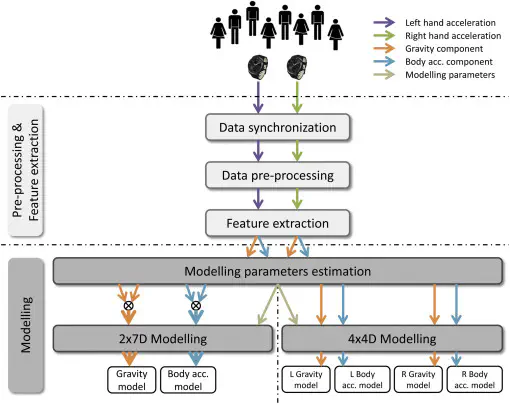 Left hand acceleration
Right hand acceleration
Gravity component
Body acc. component
Modelling parameters
Pre-processing &
Feature extraction
Data synchronization
Data pre-processing
Feature extraction
Modelling
Modelling parameters estimation
2x7D Modelling
4x4D Modelling
Gravity
model
Body acc.
model
L Gravity
model
L Body
acc. model
R Gravity
model
R Body
acc. model